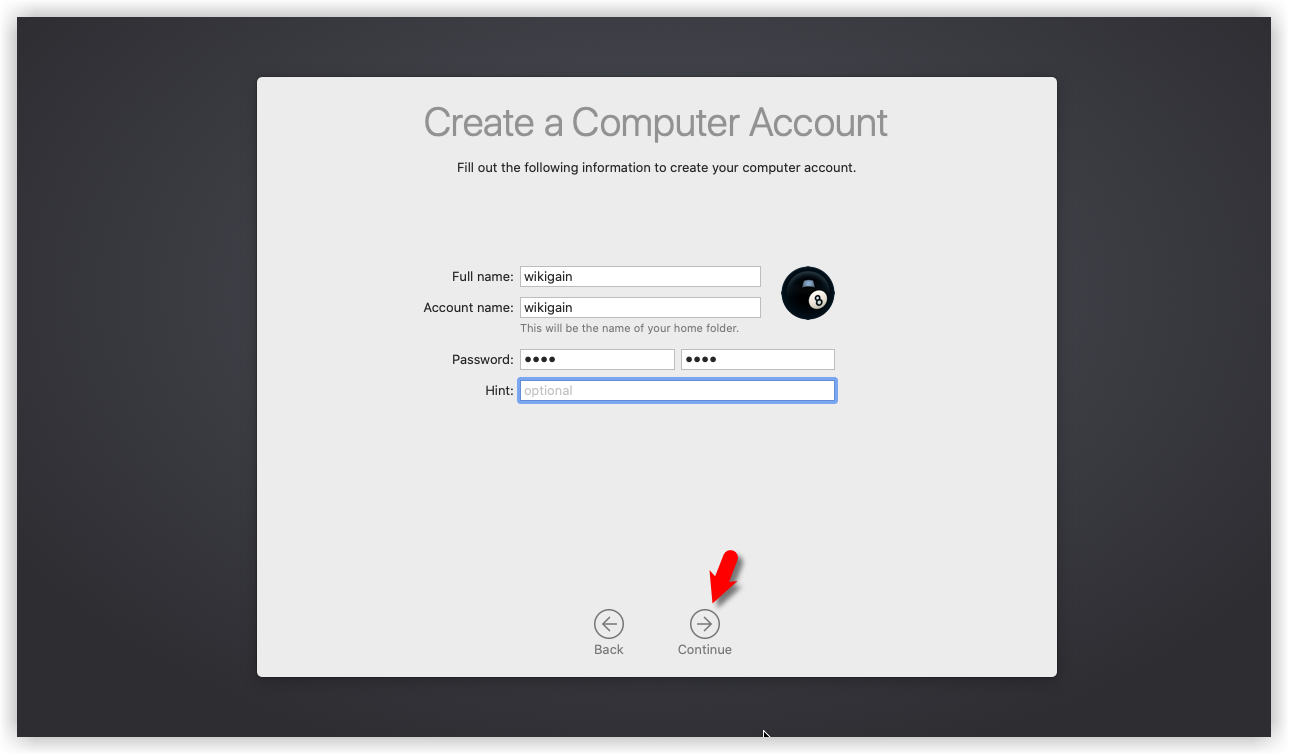 Create a Computer Account
Fill out the following information to create your computer account.
Full name: wikigain
8
Account name: wikigain
This will be the name of your home folder.
Password: •••• ••••
Hint: optional
Back Continue